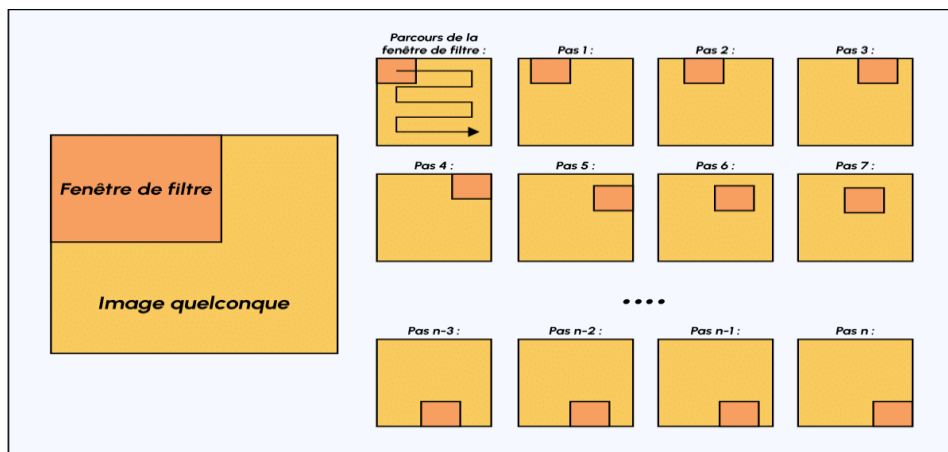 Parcours de la
fenêtre de filtre :
Pas 1 :
Pas 2 :
Pas 3 :
Fenêtre de filtre
Image quelconque
Pas 4 :
Pas 5 :
Pas 6 :
Pas 7 :
....
Pas n-3 :
Pas n-2 :
Pas n-1 :
Pas n :